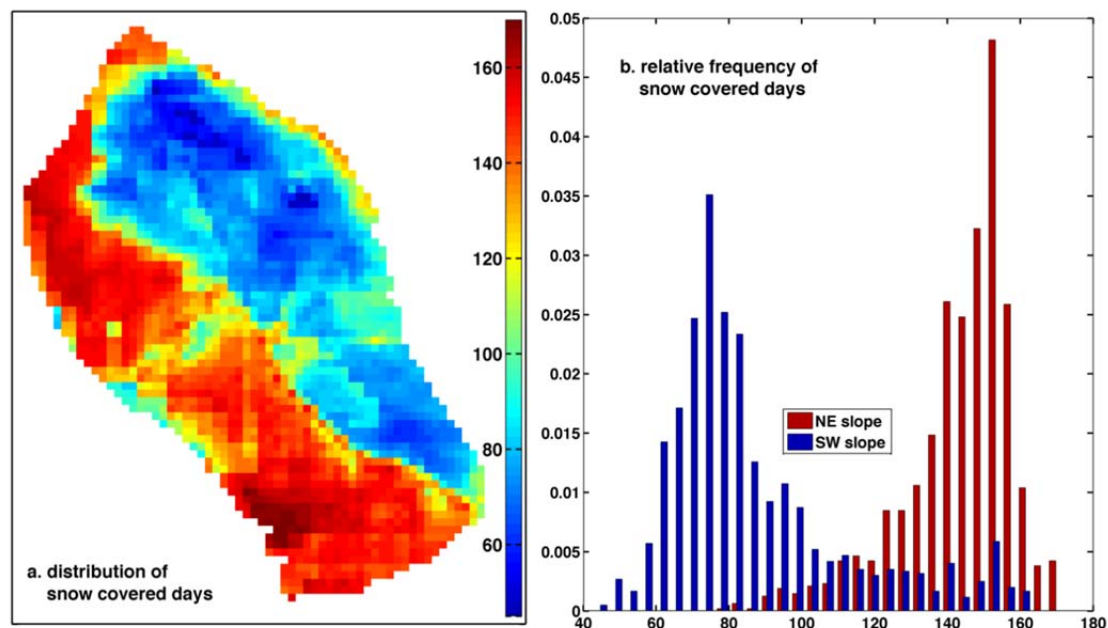 160
140
120
100
80
60
a. distribution of
snow covered days
0.05
0.045
0.04
0.035
0.03
0.025
0.02
0.015
0.01
0.005
0
b. relative frequency of
snow covered days
NE slope
SW slope
40 60 80 100 120 140 160 180